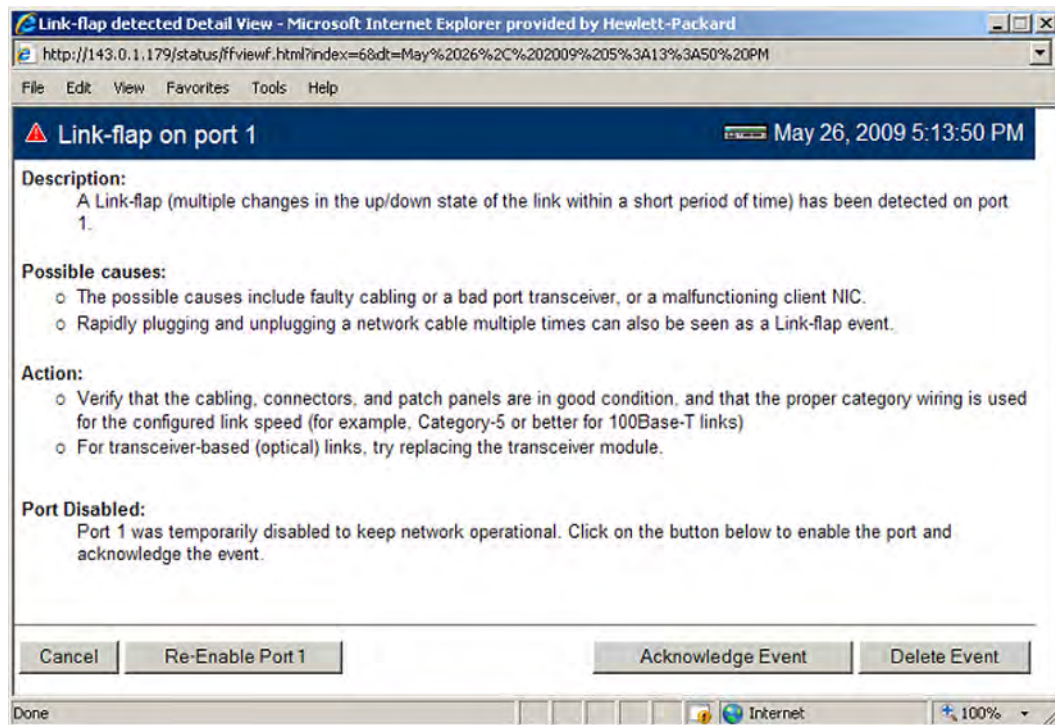 Link-flap detected Detail View - Microsoft Internet Explorer provided by Hewlett-Packard
http://143.0.1.179/status/ffviewf.html?index=6&dt=May%2026%2C%202009%205%3A13%3A50%20PM
File Edit View Favorites Tools Help
Link-flap on port 1
May 26, 2009 5:13:50 PM
Description:
A Link-flap (multiple changes in the up/down state of the link within a short period of time) has been detected on port
1.
Possible causes:
o The possible causes include faulty cabling or a bad port transceiver, or a malfunctioning client NIC.
o Rapidly plugging and unplugging a network cable multiple times can also be seen as a Link-flap event.
Action:
o Verify that the cabling, connectors, and patch panels are in good condition, and that the proper category wiring is used
for the configured link speed (for example, Category-5 or better for 100Base-T links)
o For transceiver-based (optical) links, try replacing the transceiver module.
Port Disabled:
Port 1 was temporarily disabled to keep network operational. Click on the button below to enable the port and
acknowledge the event.
Cancel Re-Enable Port 1 Acknowledge Event Delete Event
Done Internet 100%